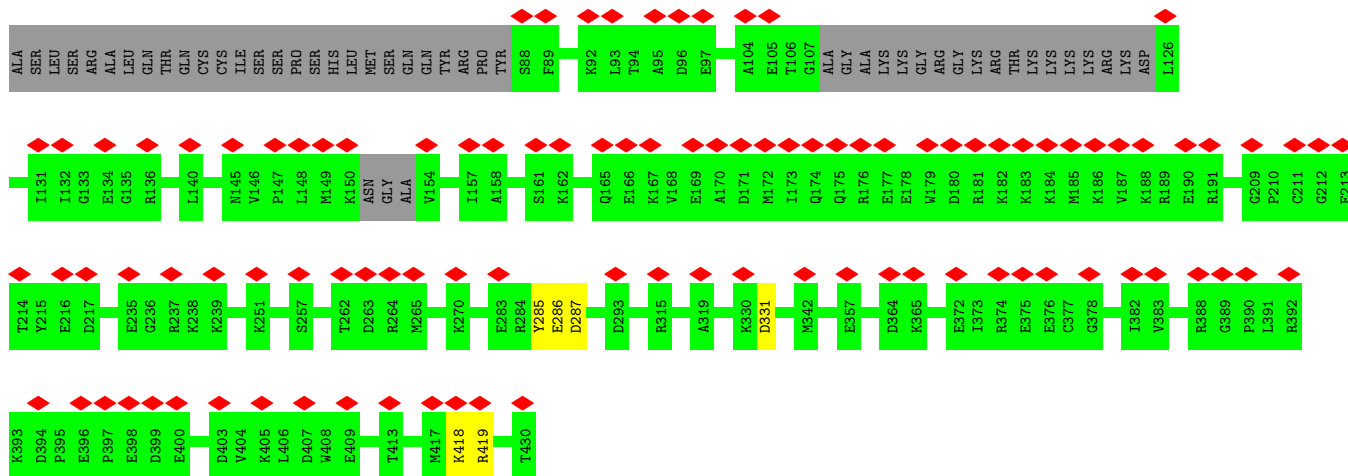 ALA SER LEU SER ARG ALA LEU GLN THR GLN CYS CYS ILE SER SER PRO SER HIS LEU MET SER GLN GLN TYR ARG PRO TYR S88 F89 K92 L93 T94 A95 D96 E97 A104 E105 T106 G107 ALA GLY ALA LYS LYS GLY ARG GLY LYS ARG THR LYS LYS LYS LYS ARG LYS ASP L126
I131 I132 G133 E134 G135 R136 L140 N145 V146 P147 L148 M149 K150 ASN GLY ALA V154 I157 A158 S161 K162 Q165 E166 K167 V168 E169 A170 D171 M172 I173 Q174 Q175 R176 E177 E178 W179 D180 R181 K182 K183 K184 M185 K186 V187 K188 R189 E190 R191 G209 P210 C211 G212 E213
T214 Y215 E216 D217 E235 G236 R237 K238 K239 K251 S257 T262 D263 R264 M265 K270 E283 R284 Y285 E286 D287 D293 R315 A319 K330 D331 M342 E357 D364 K365 E372 I373 R374 E375 E376 C377 G378 I382 V383 R388 G389 P390 L391 R392
K393 D394 P395 E396 P397 E398 D399 E400 D403 V404 K405 L406 D407 W408 E409 T413 M417 K418 R419 T430